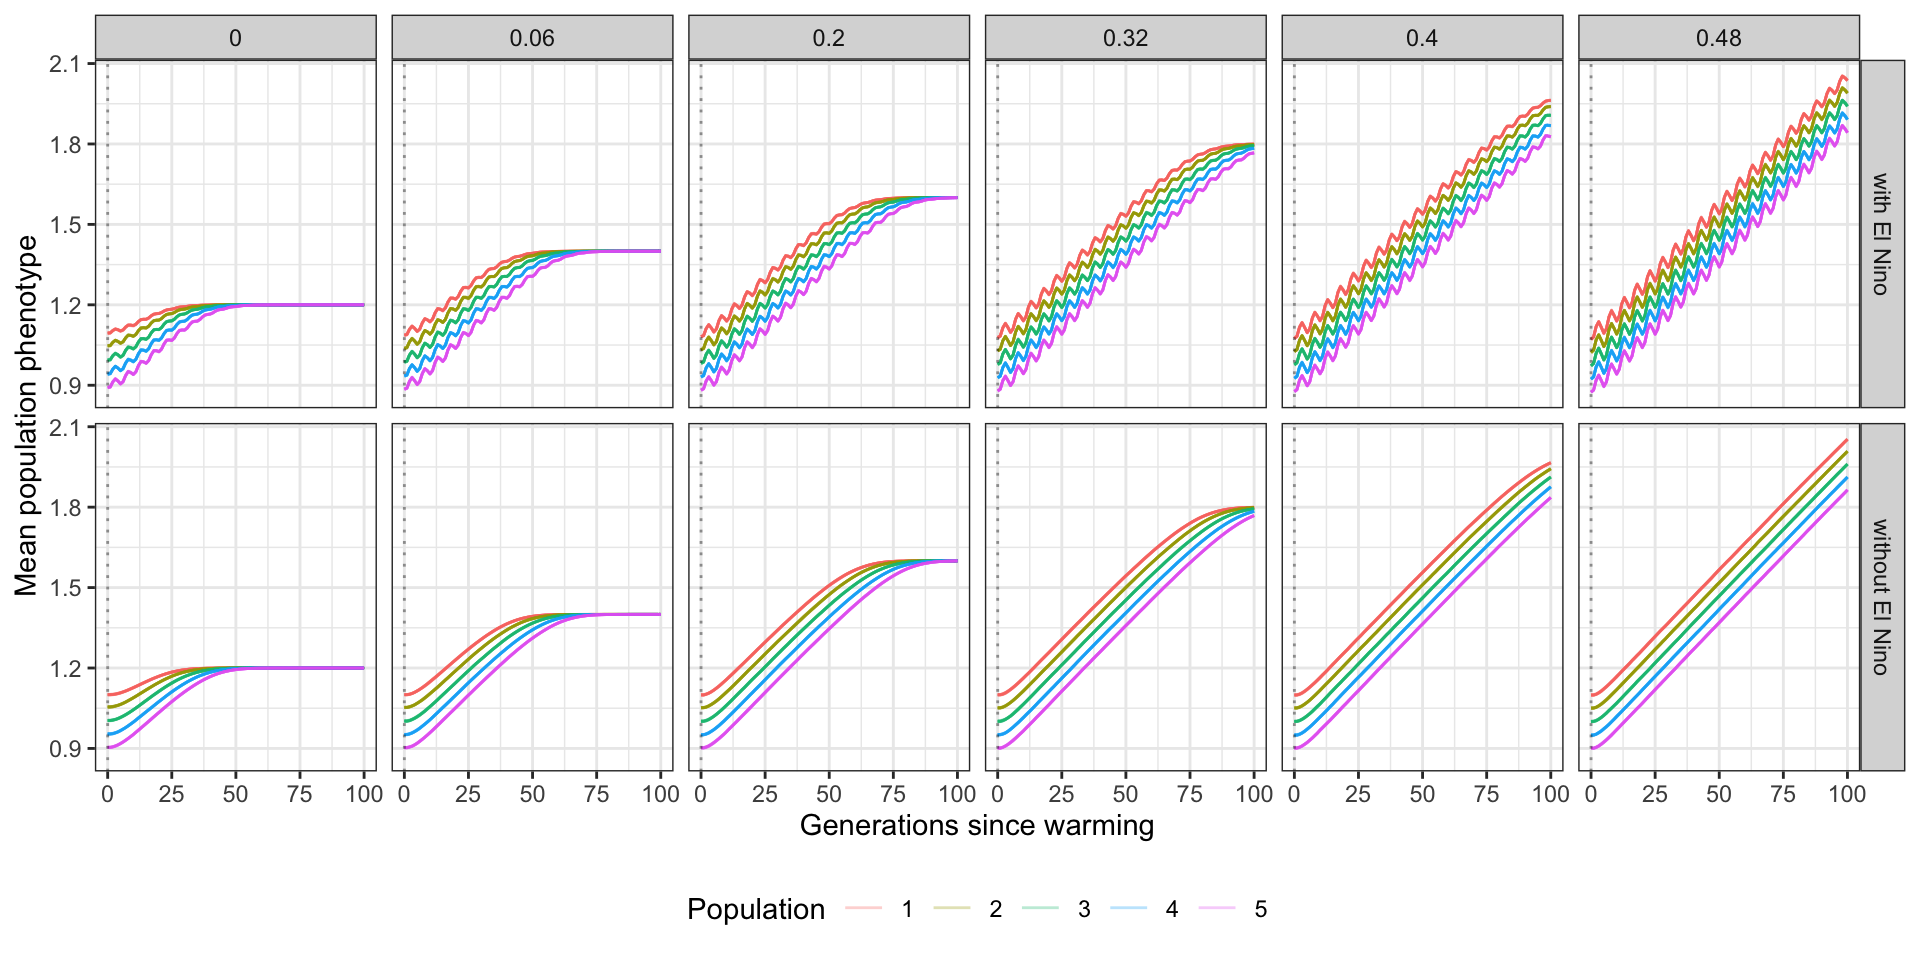 0 0.06 0.2 0.32 0.4 0.48
Mean population phenotype
2.1
1.8
1.5
1.2
0.9
with El Nino
2.1
1.8
1.5
1.2
0.9
without El Nino
0 25 50 75 100 0 25 50 75 100 0 25 50 75 100 0 25 50 75 100 0 25 50 75 100 0 25 50 75 100
Generations since warming
Population 1 2 3 4 5